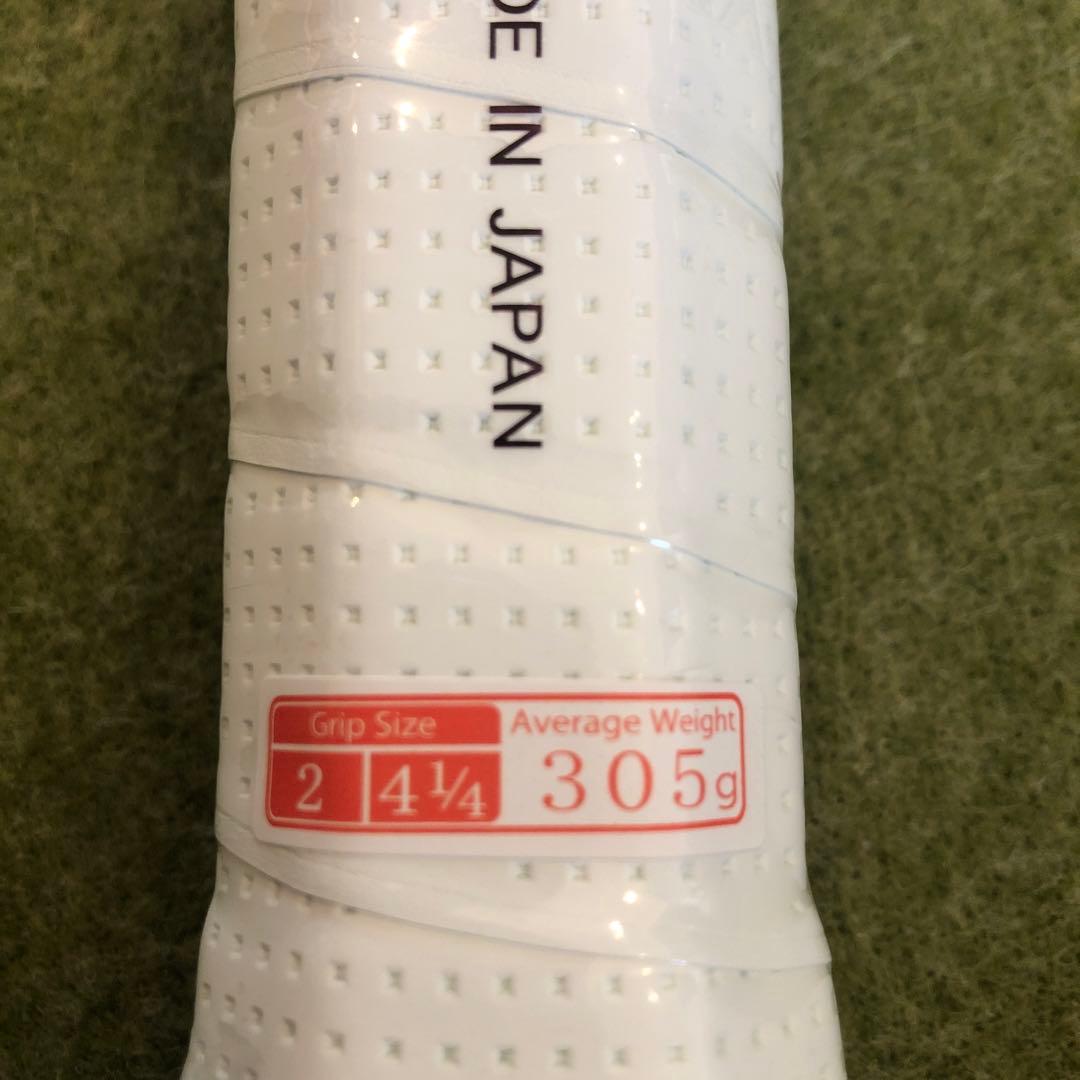 DE IN JAPAN
Grip Size
Average Weight
2 4 1/4
305g